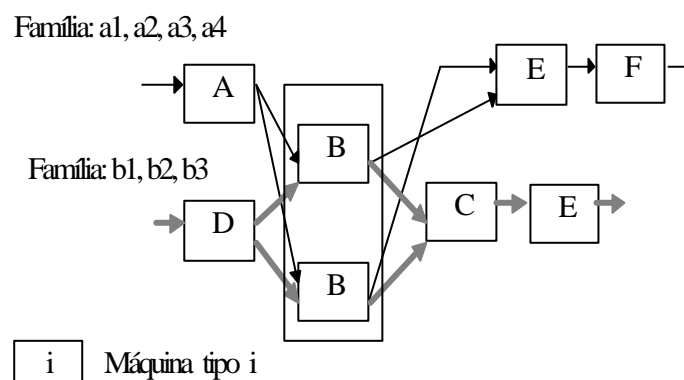 Família: a1, a2, a3, a4
A
E
F
B
Família: b1, b2, b3
D
C
E
B
i Máquina tipo i